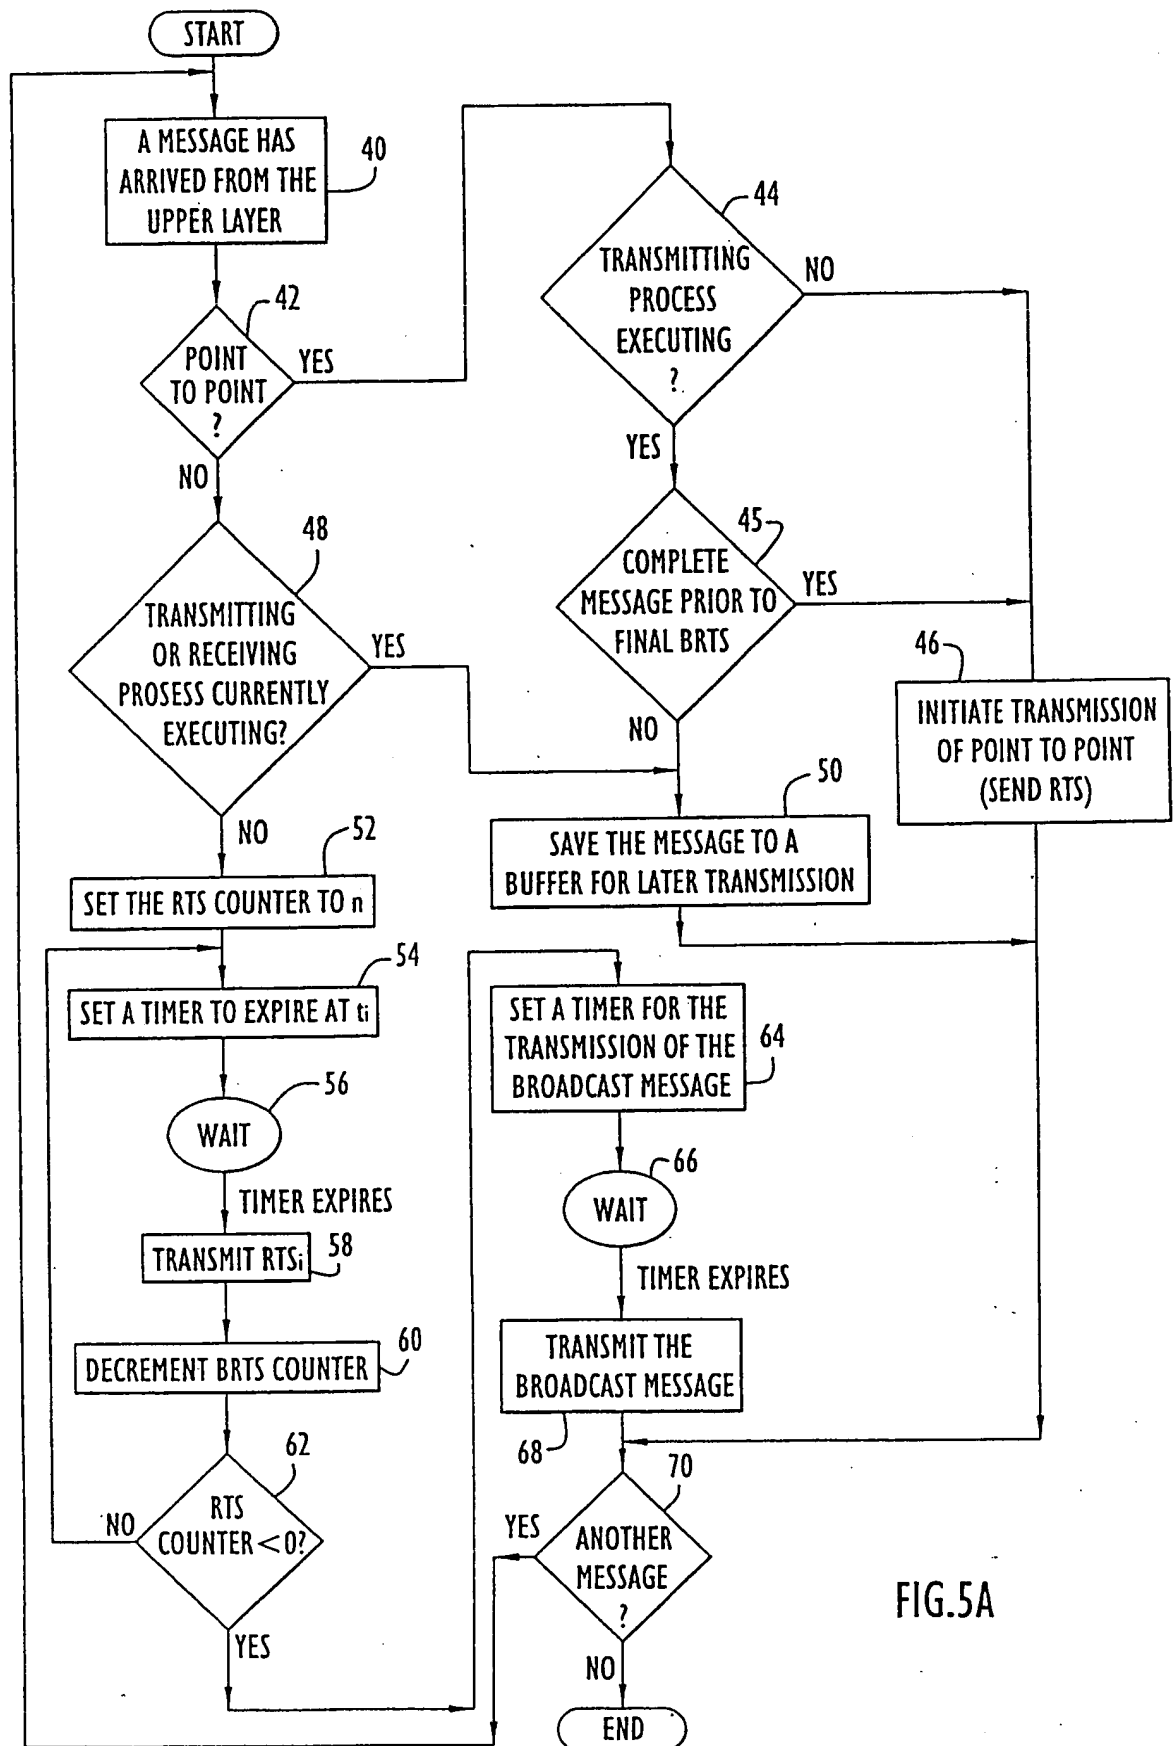 START
A MESSAGE HAS
ARRIVED FROM THE
UPPER LAYER
40
42
POINT
TO POINT
?
YES
NO
44
TRANSMITTING
PROCESS
EXECUTING
?
NO
YES
45
COMPLETE
MESSAGE PRIOR TO
FINAL BRTS
YES
NO
46
INITIATE TRANSMISSION
OF POINT TO POINT
(SEND RTS)
48
TRANSMITTING
OR RECEIVING
PROSESS CURRENTLY
EXECUTING?
YES
NO
50
SAVE THE MESSAGE TO A
BUFFER FOR LATER TRANSMISSION
52
SET THE RTS COUNTER TO n
54
SET A TIMER TO EXPIRE AT ti
56
WAIT
TIMER EXPIRES
TRANSMIT RTSi
58
DECREMENT BRTS COUNTER
60
62
RTS
COUNTER <0?
NO
YES
SET A TIMER FOR THE
TRANSMISSION OF THE
BROADCAST MESSAGE
64
66
WAIT
TIMER EXPIRES
TRANSMIT THE
BROADCAST MESSAGE
68
70
ANOTHER
MESSAGE
?
YES
NO
END
FIG.5A